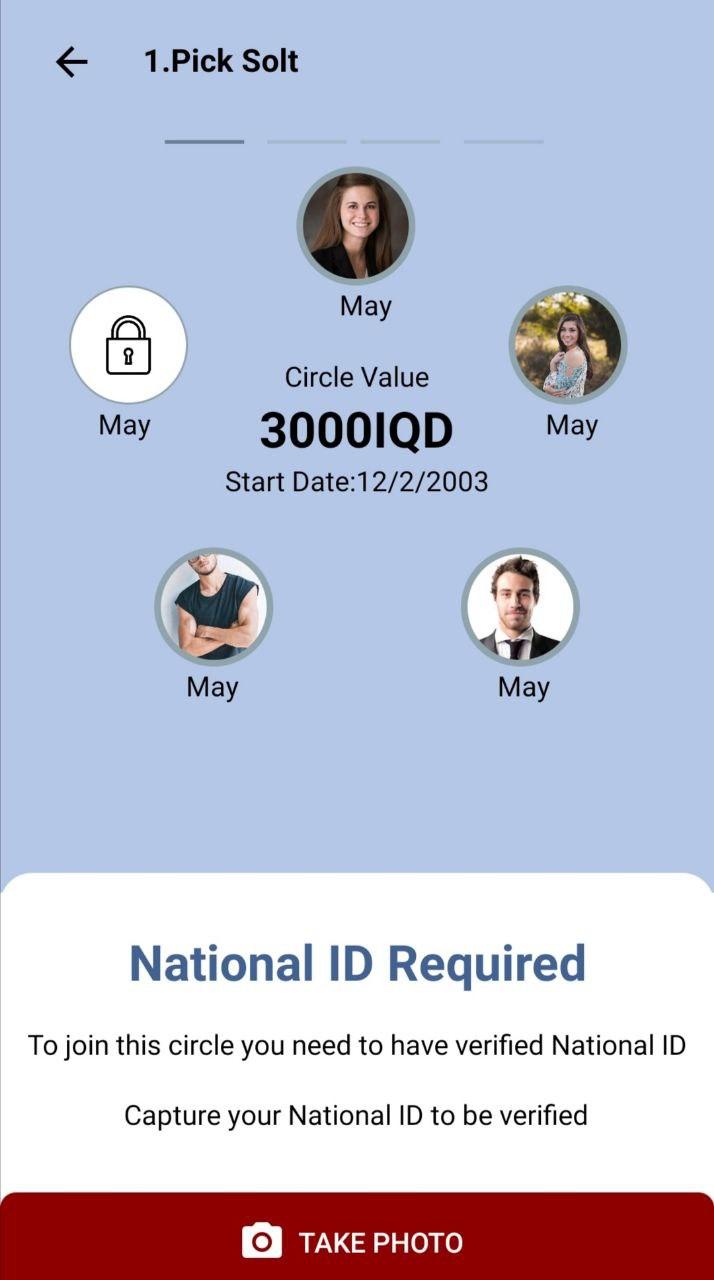 1.Pick Solt
May
May
May
Circle Value
3000IQD
Start Date:12/2/2003
May
May
National ID Required
To join this circle you need to have verified National ID
Capture your National ID to be verified
TAKE PHOTO